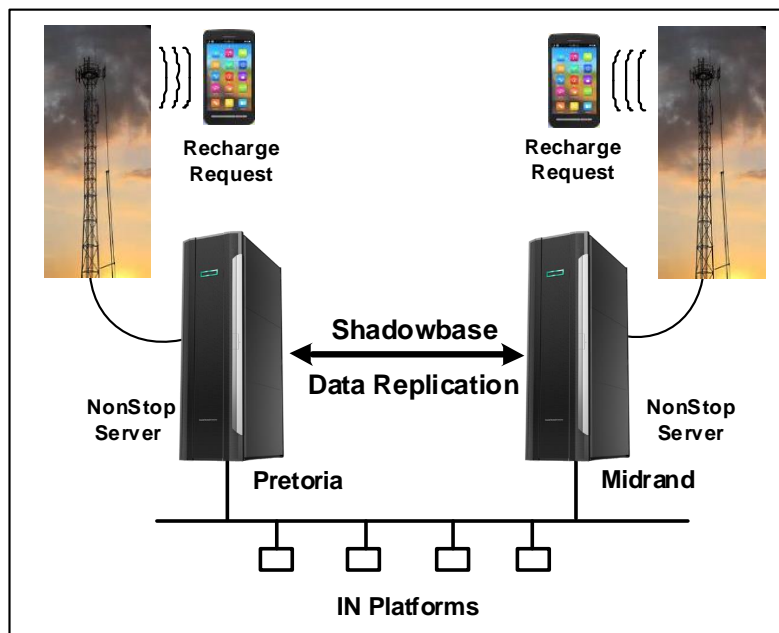 Recharge
Request
Recharge
Request
Shadowbase
Data Replication
NonStop
Server
NonStop
Server
Pretoria
Midrand
IN Platforms